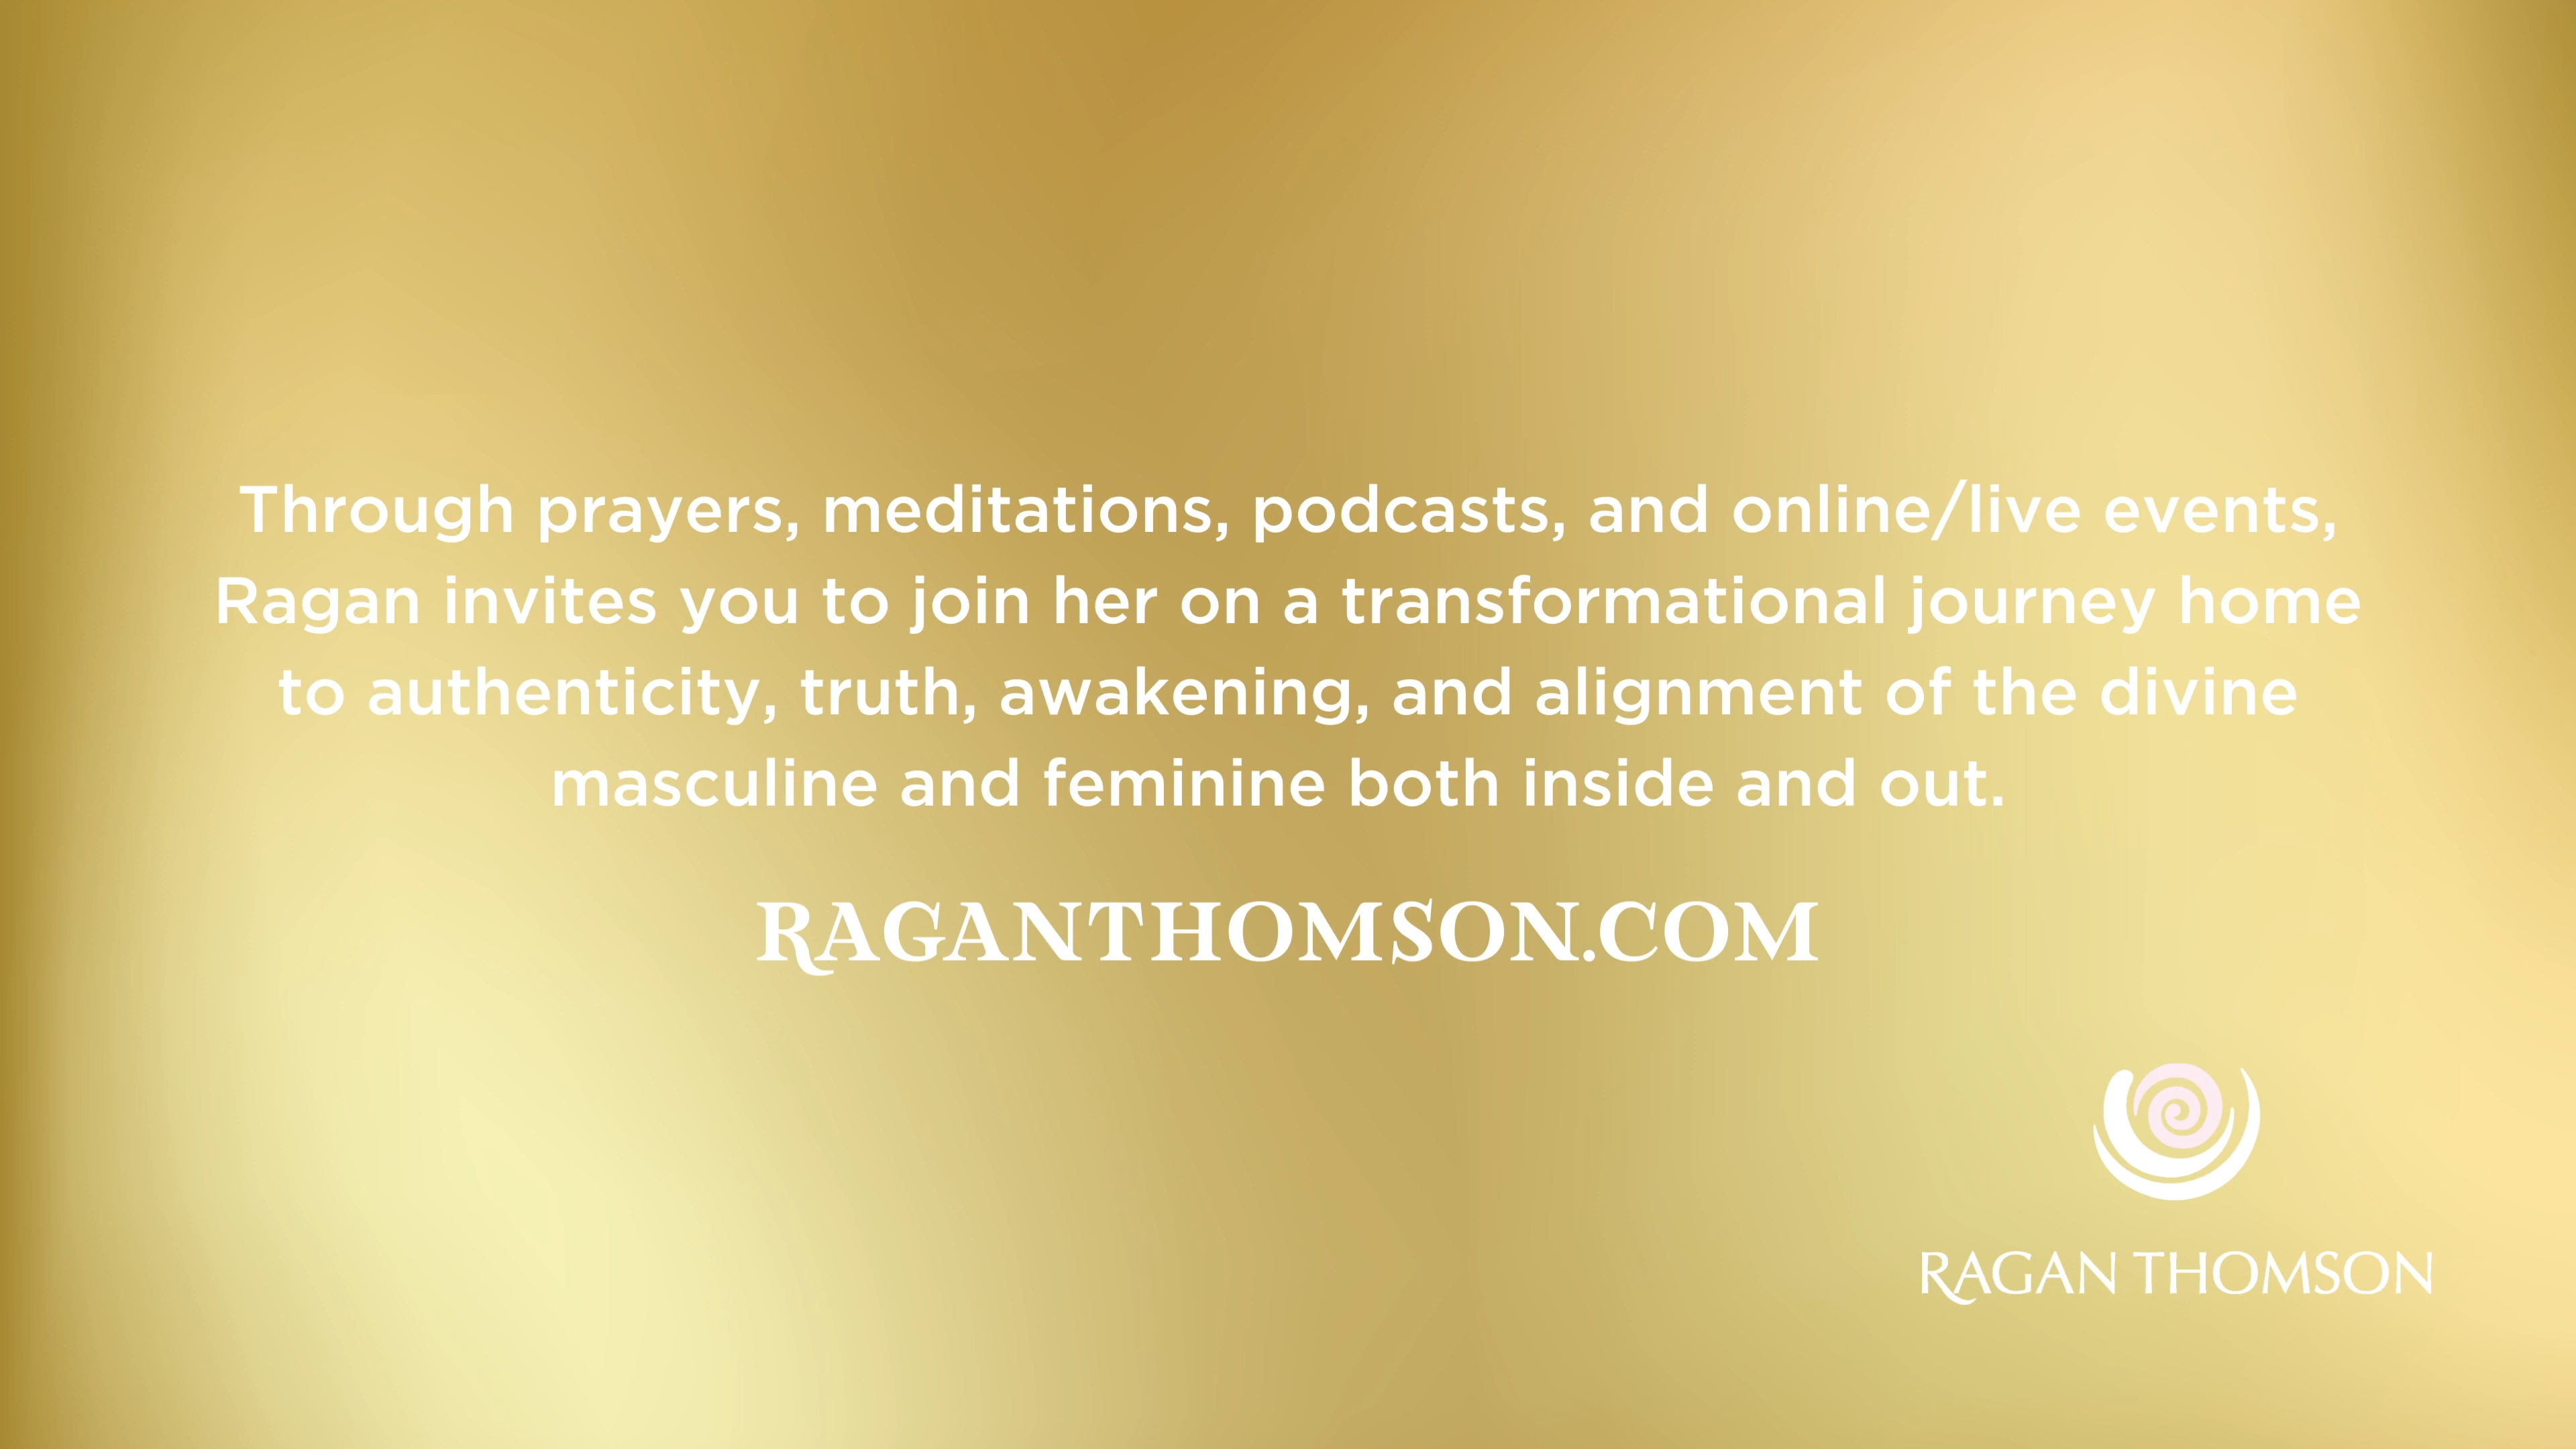 Through prayers, meditations, podcasts, and online/live events,
Ragan invites you to join her on a transformational journey home
to authenticity, truth, awakening, and alignment of the divine
masculine and feminine both inside and out.
RAGANTHOMSON.COM
RAGAN THOMSON